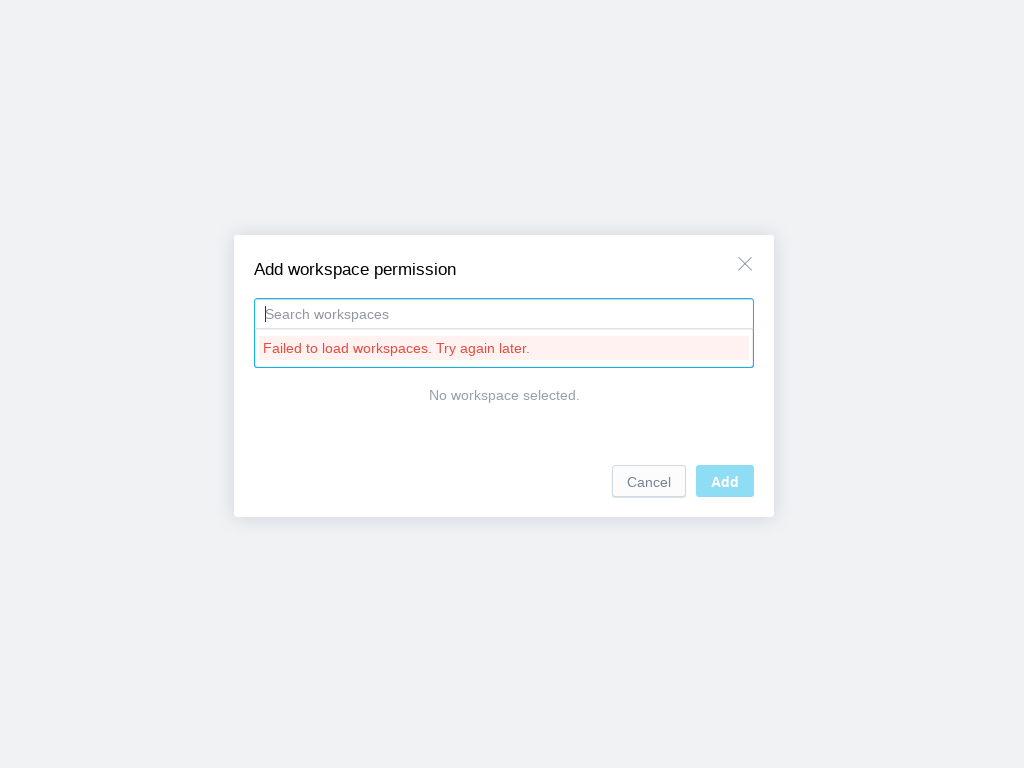 Add workspace permission
Search workspaces
Failed to load workspaces. Try again later.
No workspace selected.
Cancel
Add